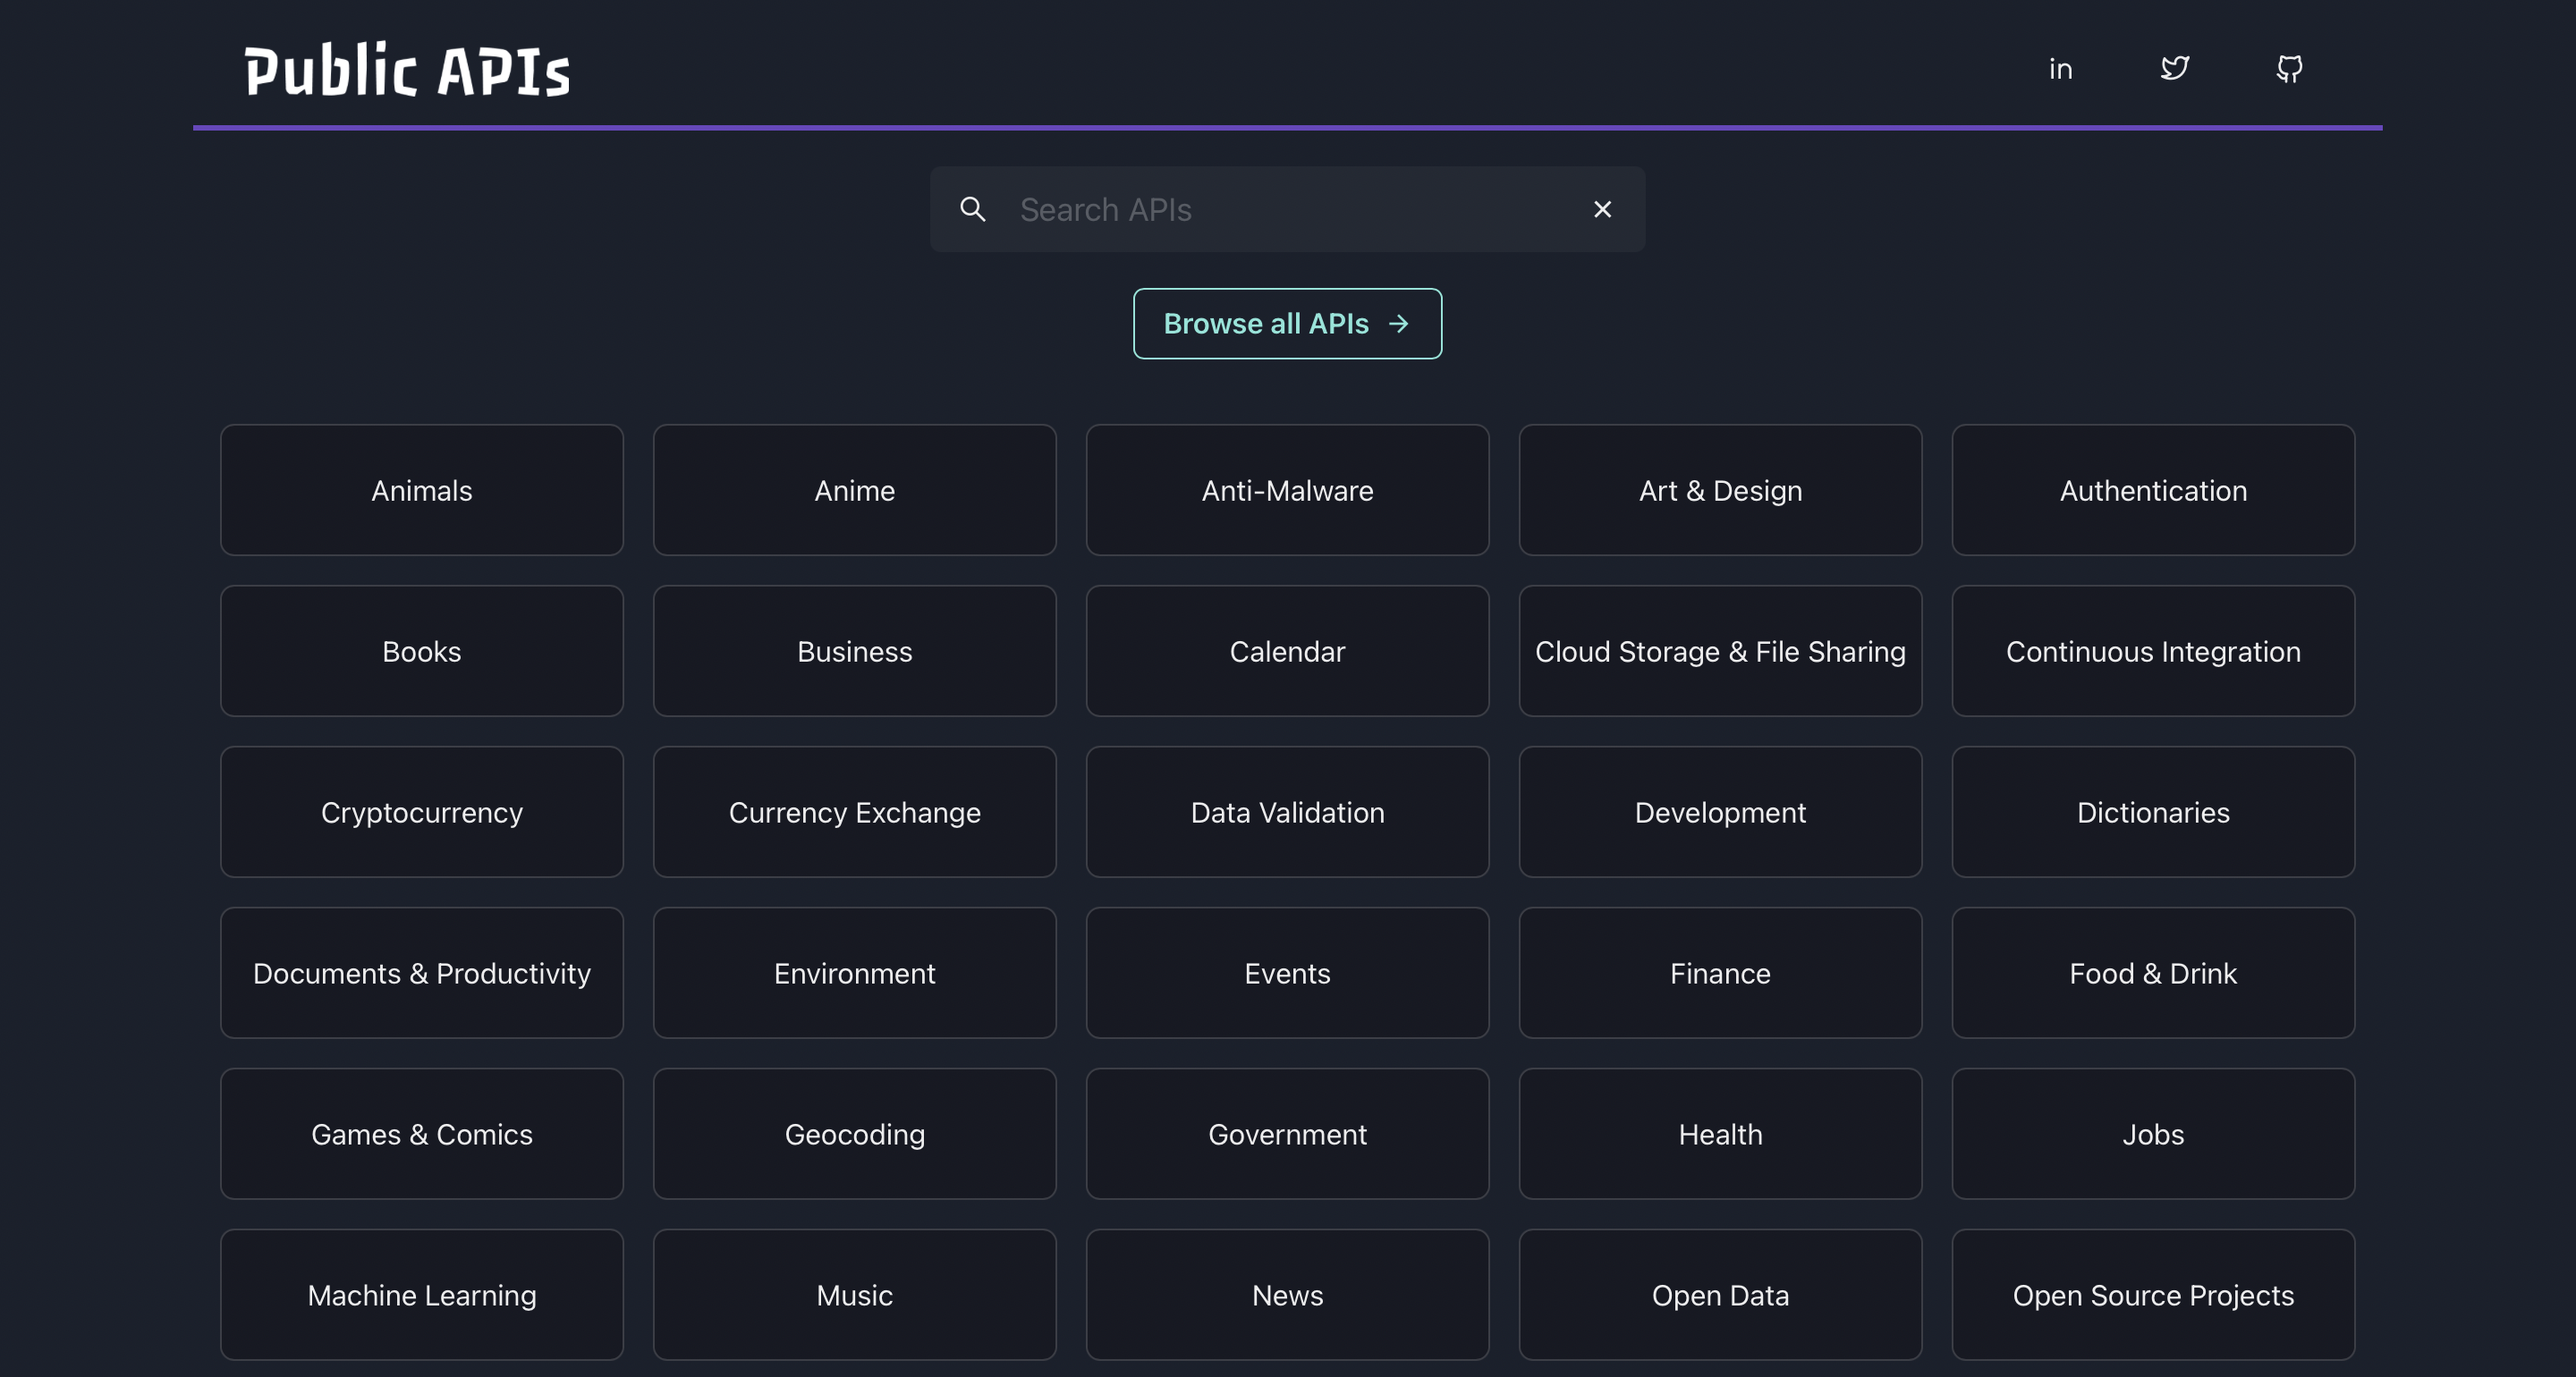 Public APIs
in
Search APIs
Browse all APIs
Animals
Anime
Anti-Malware
Art & Design
Authentication
Books
Business
Calendar
Cloud Storage & File Sharing
Continuous Integration
Cryptocurrency
Currency Exchange
Data Validation
Development
Dictionaries
Documents & Productivity
Environment
Events
Finance
Food & Drink
Games & Comics
Geocoding
Government
Health
Jobs
Machine Learning
Music
News
Open Data
Open Source Projects